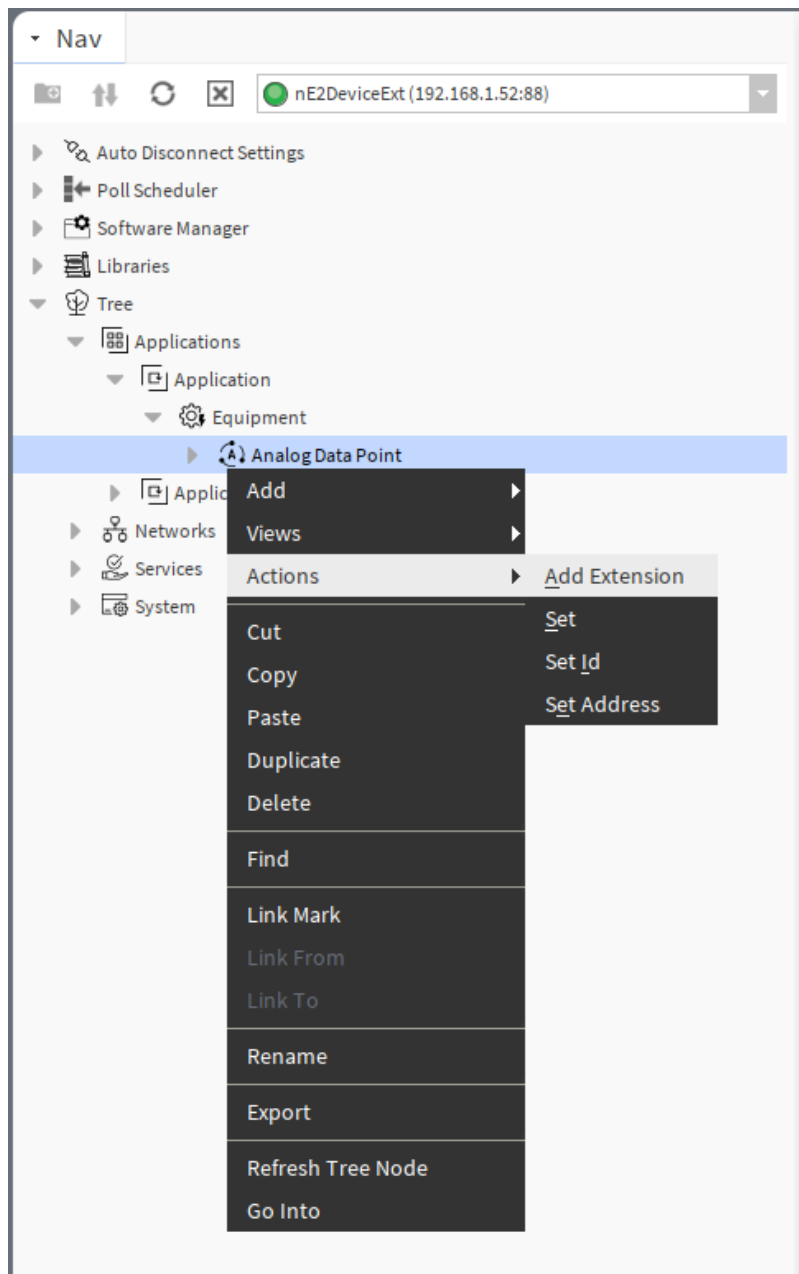 Nav
nE2DeviceExt (192.168.1.52:88)
Auto Disconnect Settings
Poll Scheduler
Software Manager
Libraries
Tree
Applications
Application
Equipment
Analog Data Point
Applic
Networks
Services
System
Add
Views
Actions
Cut
Copy
Paste
Duplicate
Delete
Find
Link Mark
Link From
Link To
Rename
Export
Refresh Tree Node
Go Into
Add Extension
Set
Set Id
Set Address